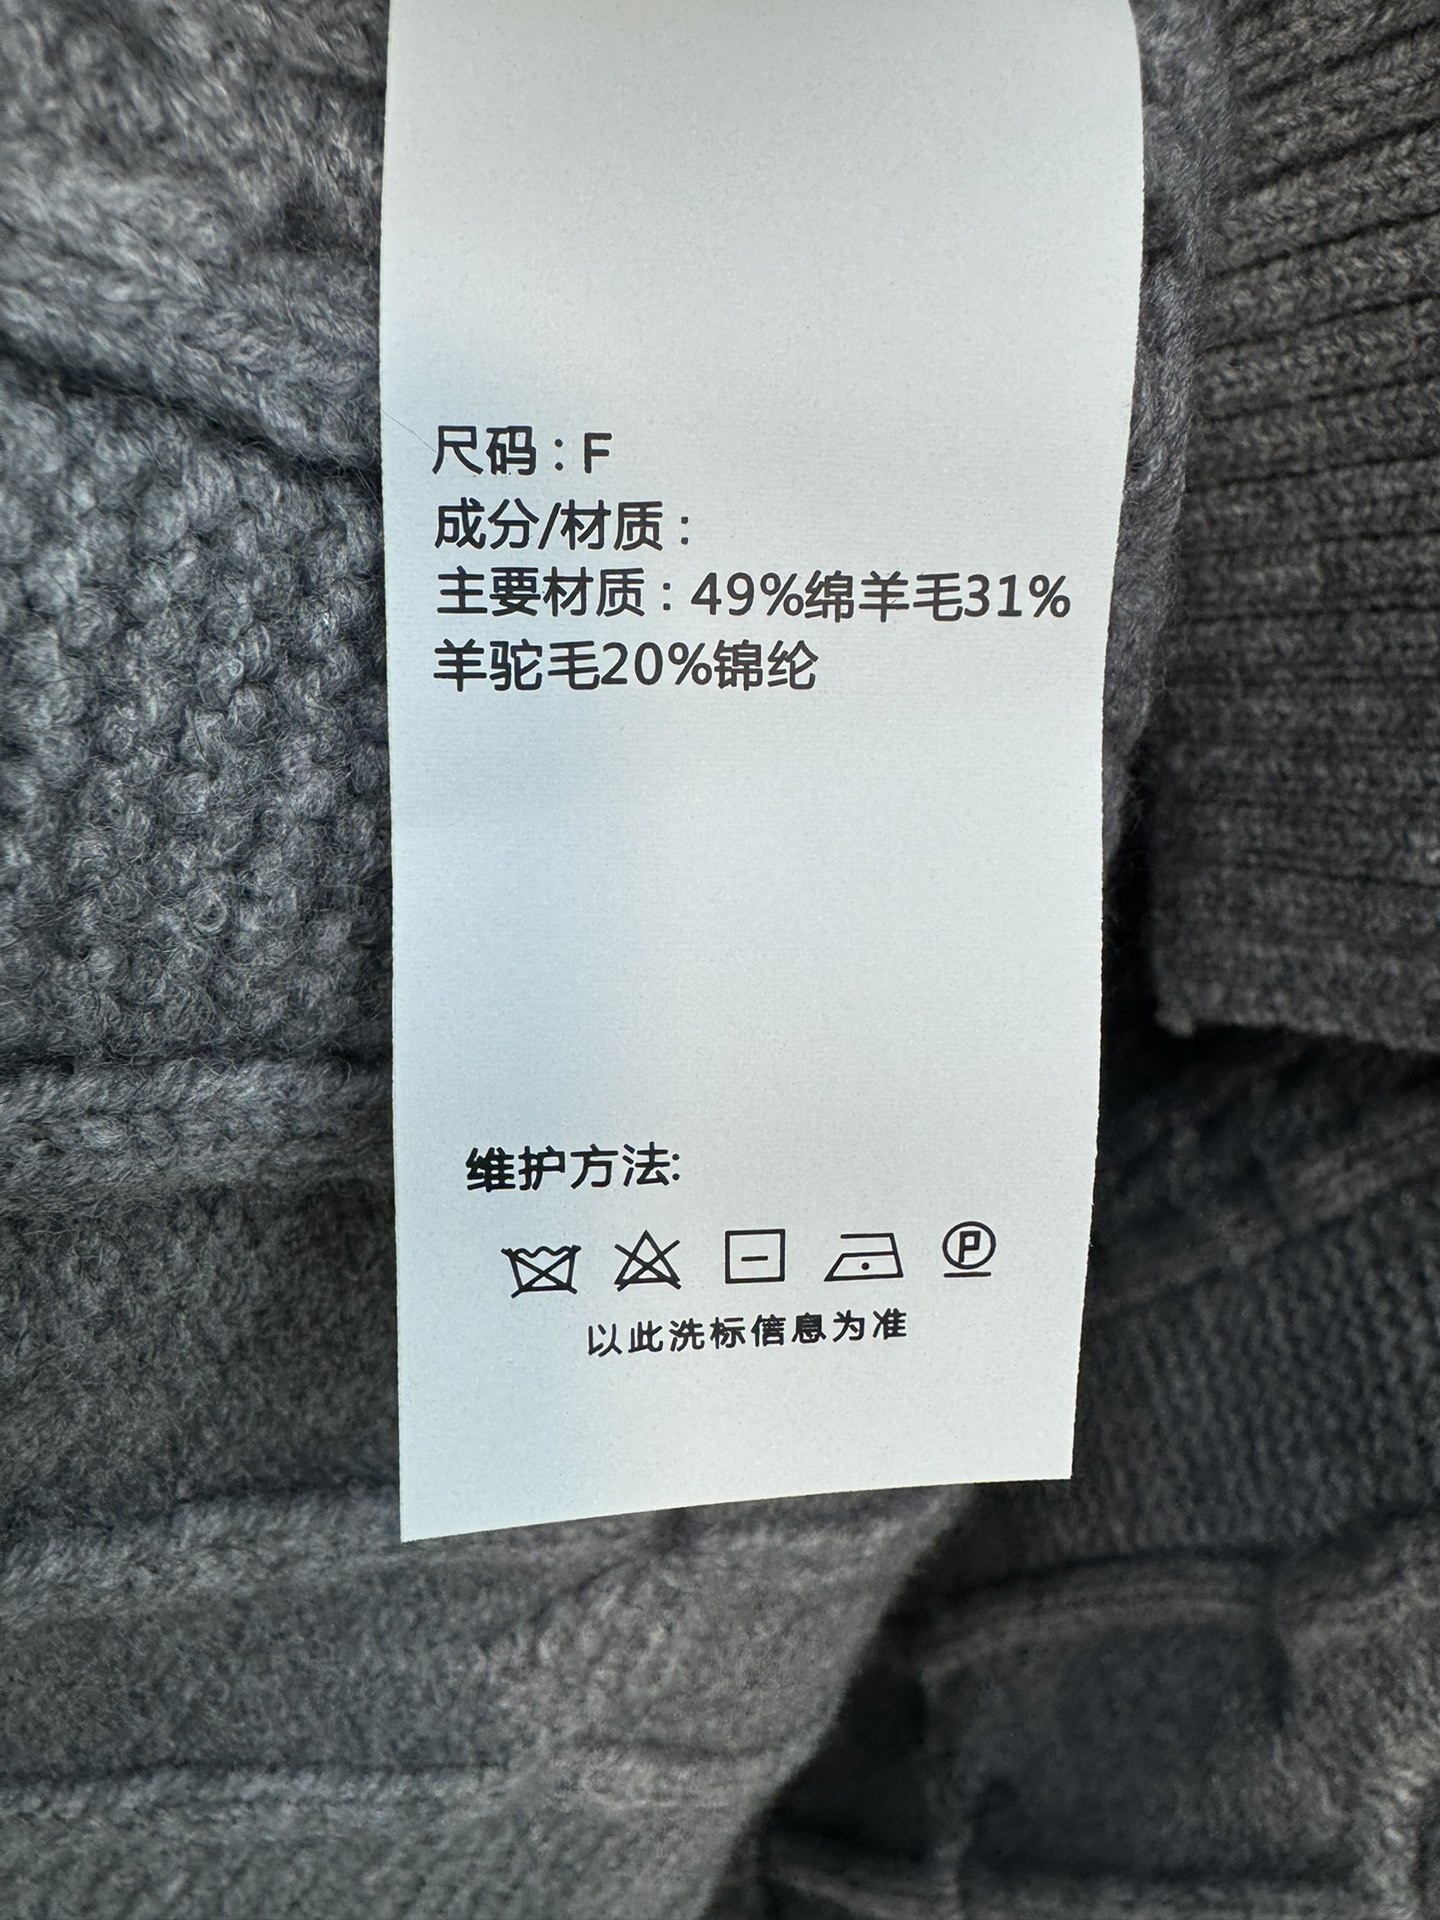 尺码：F
成分/材质：
主要材质：49%绵羊毛31%
羊驼毛20%锦纶
维护方法:
P
以此洗标信息为准